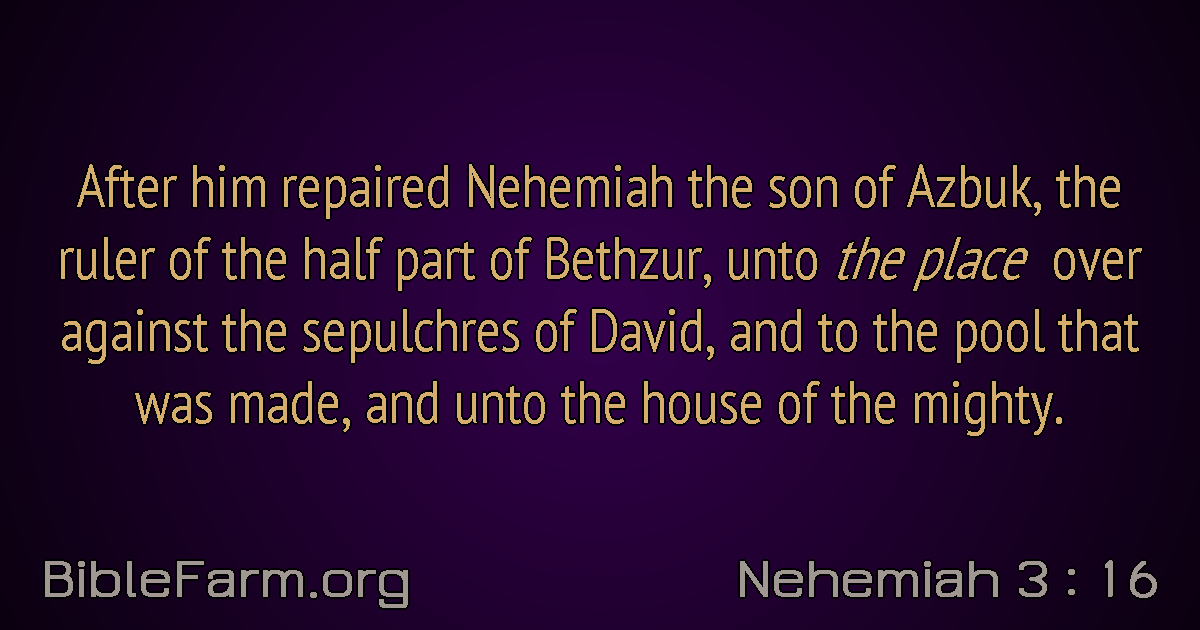 After him repaired Nehemiah the son of Azbuk, the
ruler of the half part of Bethzur, unto the place over
against the sepulchres of David, and to the pool that
was made, and unto the house of the mighty.
BibleFarm.org
Nehemiah 3 : 16